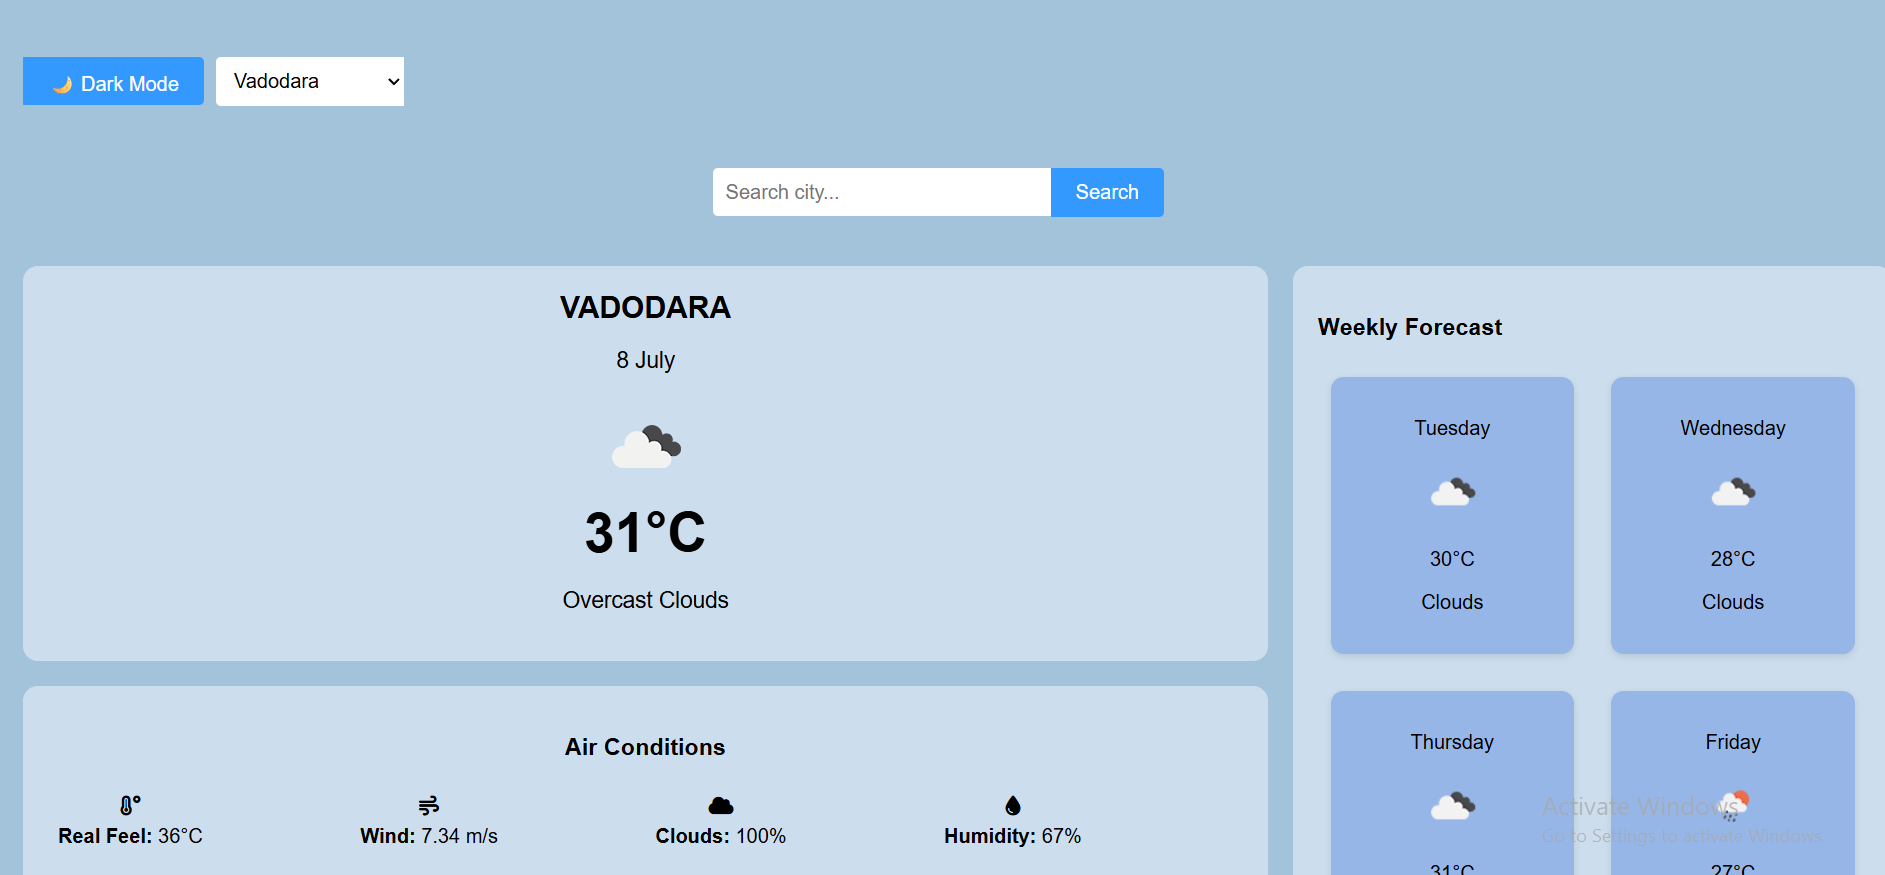 🌙 Dark Mode
Vadodara
Search city...
Search
VADODARA
8 July
31°C
Overcast Clouds
Air Conditions
Real Feel: 36°C
Wind: 7.34 m/s
Clouds: 100%
Humidity: 67%
Weekly Forecast
Tuesday
30°C
Clouds
Wednesday
28°C
Clouds
Thursday
31°C
Friday
27°C
Activate Windows
Go to Settings to activate Windows.